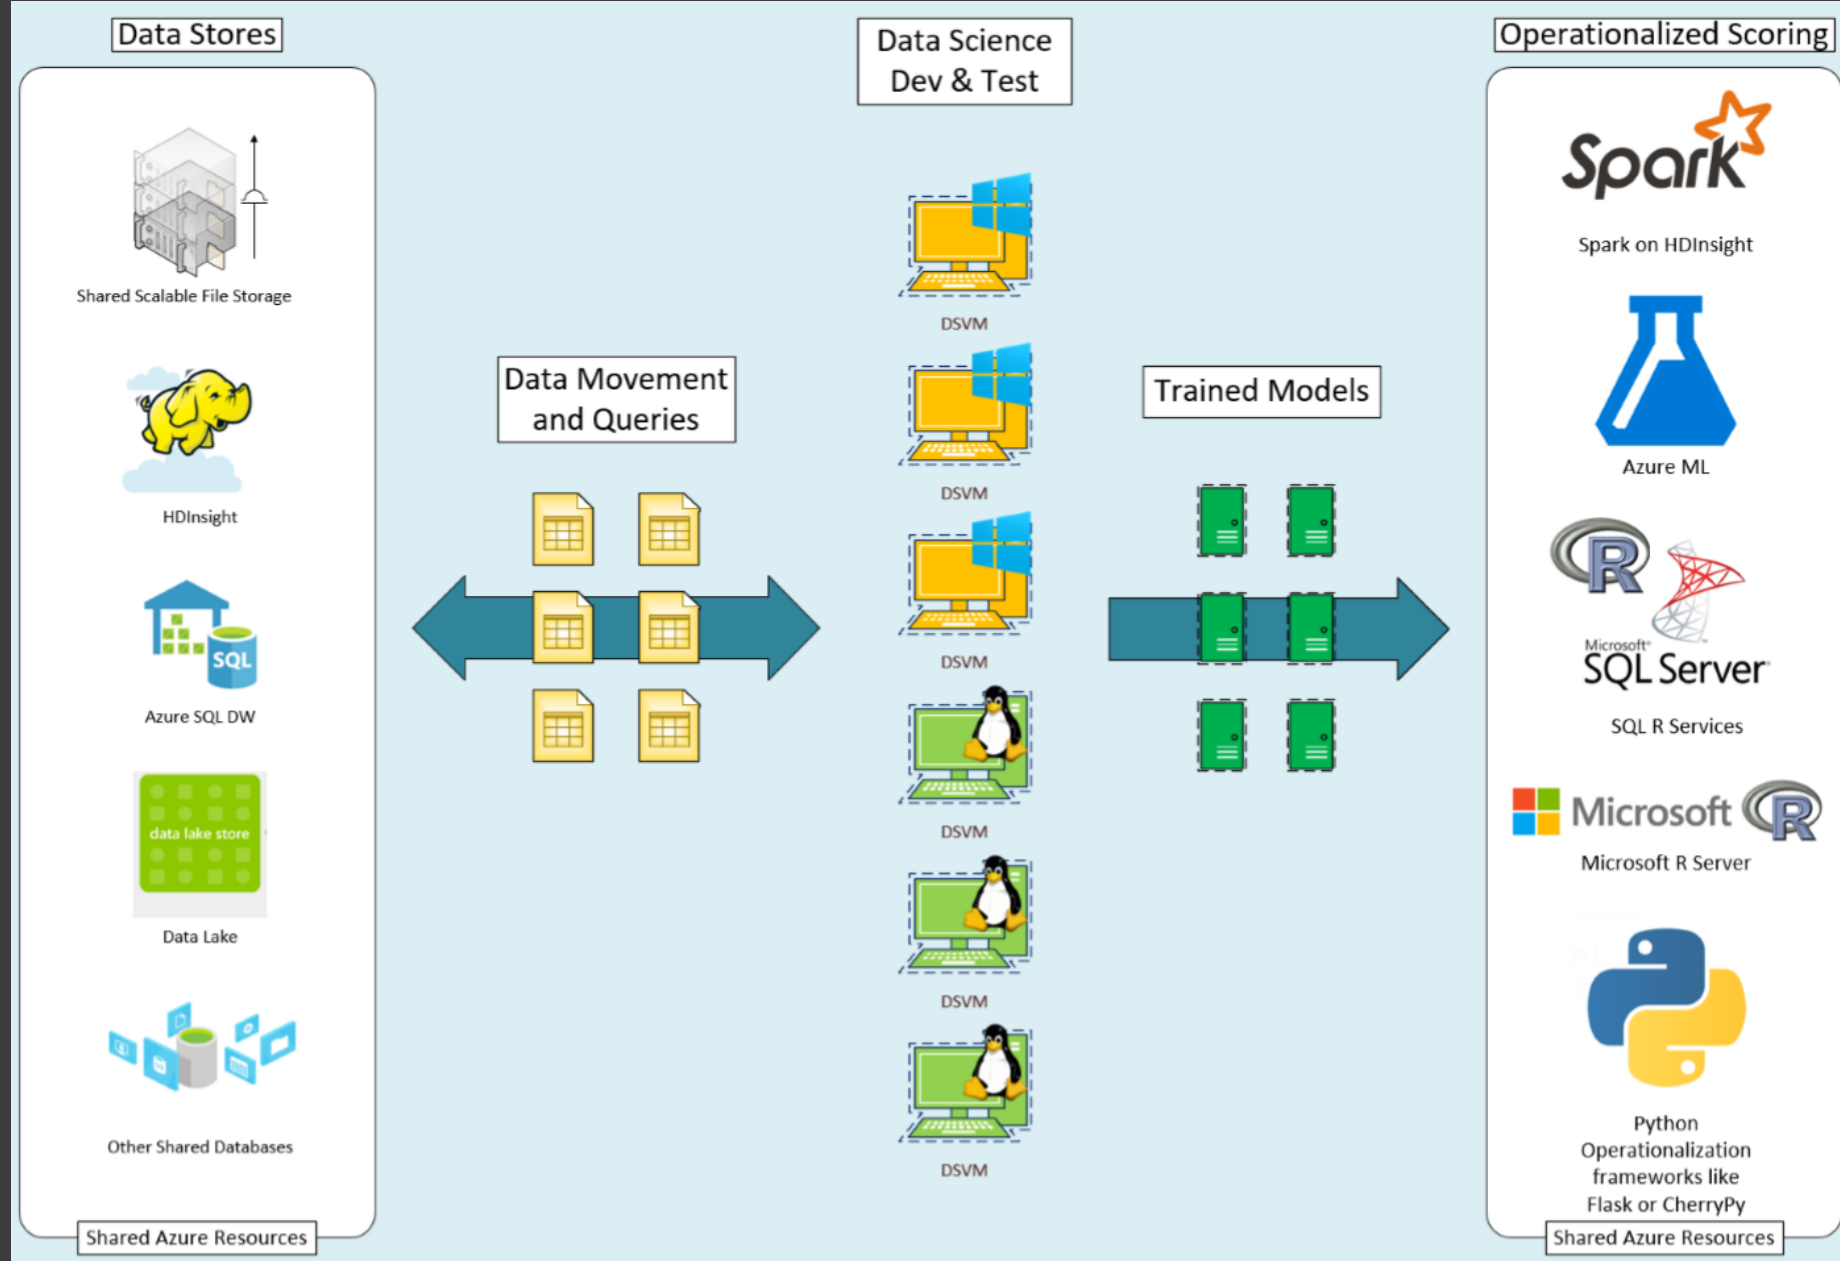 Data Stores
Shared Scalable File Storage
HDInsight
SQL
Azure SQL DW
data lake store
Data Lake
Other Shared Databases
Shared Azure Resources
Data Movement
and Queries
Data Science
Dev & Test
DSVM
DSVM
DSVM
DSVM
DSVM
DSVM
Trained Models
Operationalized Scoring
Spark
Spark on HDInsight
Azure ML
R
Microsoft®
SQL Server
SQL R Services
Microsoft R
Microsoft R Server
Python
Operationalization
frameworks like
Flask or CherryPy
Shared Azure Resources